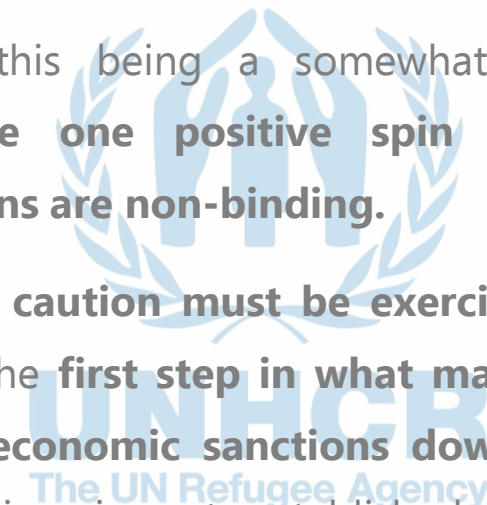 this being a somewhat
e one positive spin
ns are non-binding.
caution must be exerci
he first step in what ma
economic sanctions dow
UNHCR
The UN Refugee Agency